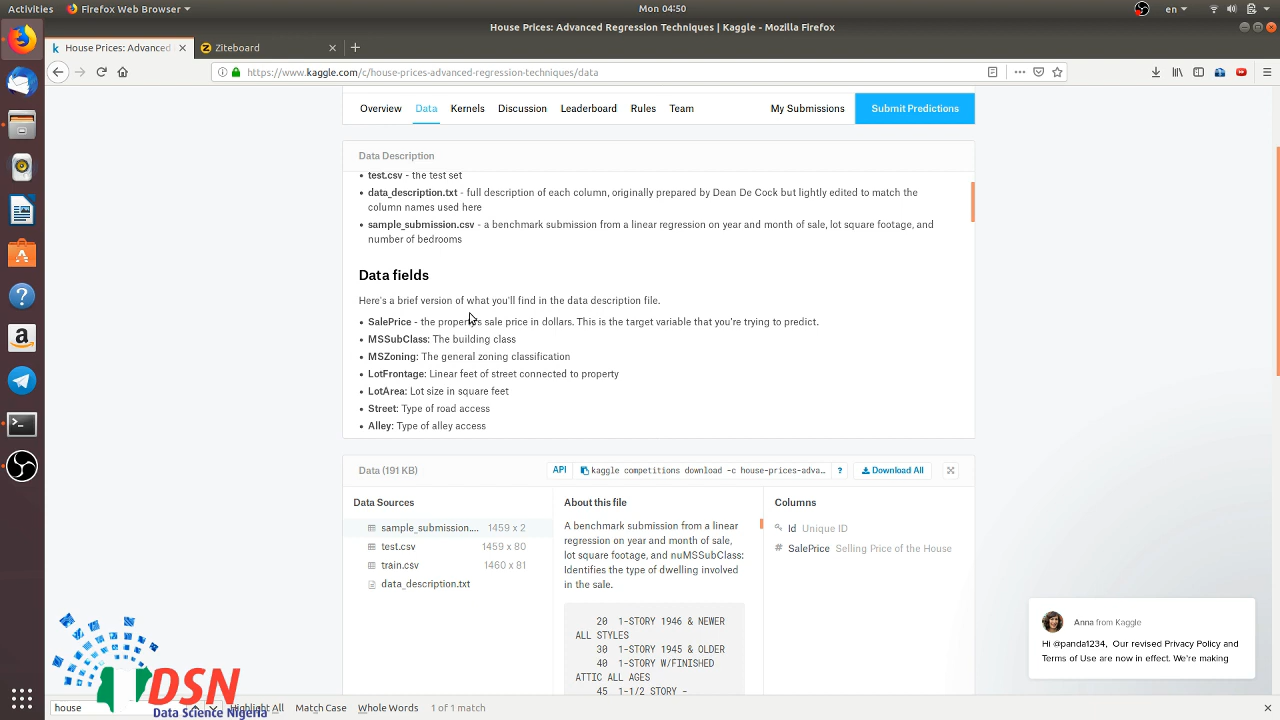 Activities
Firefox Web Browser
Mon 04:50
en
House Prices: Advanced Regression Techniques | Kaggle - Mozilla Firefox
House Prices: Advanced
Ziteboard
https://www.kaggle.com/c/house-prices-advanced-regression-techniques/data
Overview Data Kernels Discussion Leaderboard Rules Team My Submissions Submit Predictions
Data Description
test.csv - the test set
data_description.txt - full description of each column, originally prepared by Dean De Cock but lightly edited to match the
column names used here
sample_submission.csv - a benchmark submission from a linear regression on year and month of sale, lot square footage, and
number of bedrooms
Data fields
Here's a brief version of what you'll find in the data description file.
SalePrice - the property's sale price in dollars. This is the target variable that you're trying to predict.
MSSubClass: The building class
MSZoning: The general zoning classification
LotFrontage: Linear feet of street connected to property
LotArea: Lot size in square feet
Street: Type of road access
Alley: Type of alley access
Data (191 KB)
API
kaggle competitions download -c house-prices-adva...
?
Download All
Data Sources
sample_submission.... 1459 x 2
test.csv 1459 x 80
train.csv 1460 x 81
data_description.txt
About this file
A benchmark submission from a linear
regression on year and month of sale,
lot square footage, and nuMSSubClass:
Identifies the type of dwelling involved
in the sale.
20 1-STORY 1946 & NEWER
ALL STYLES
30 1-STORY 1945 & OLDER
40 1-STORY W/FINISHED
ATTIC ALL AGES
45 1-1/2 STORY -
Columns
Id Unique ID
SalePrice Selling Price of the House
Anna from Kaggle
Hi @panda1234, Our revised Privacy Policy and
Terms of Use are now in effect. We're making
DSN
Data Science Nigeria
house
Highlight All Match Case Whole Words 1 of 1 match